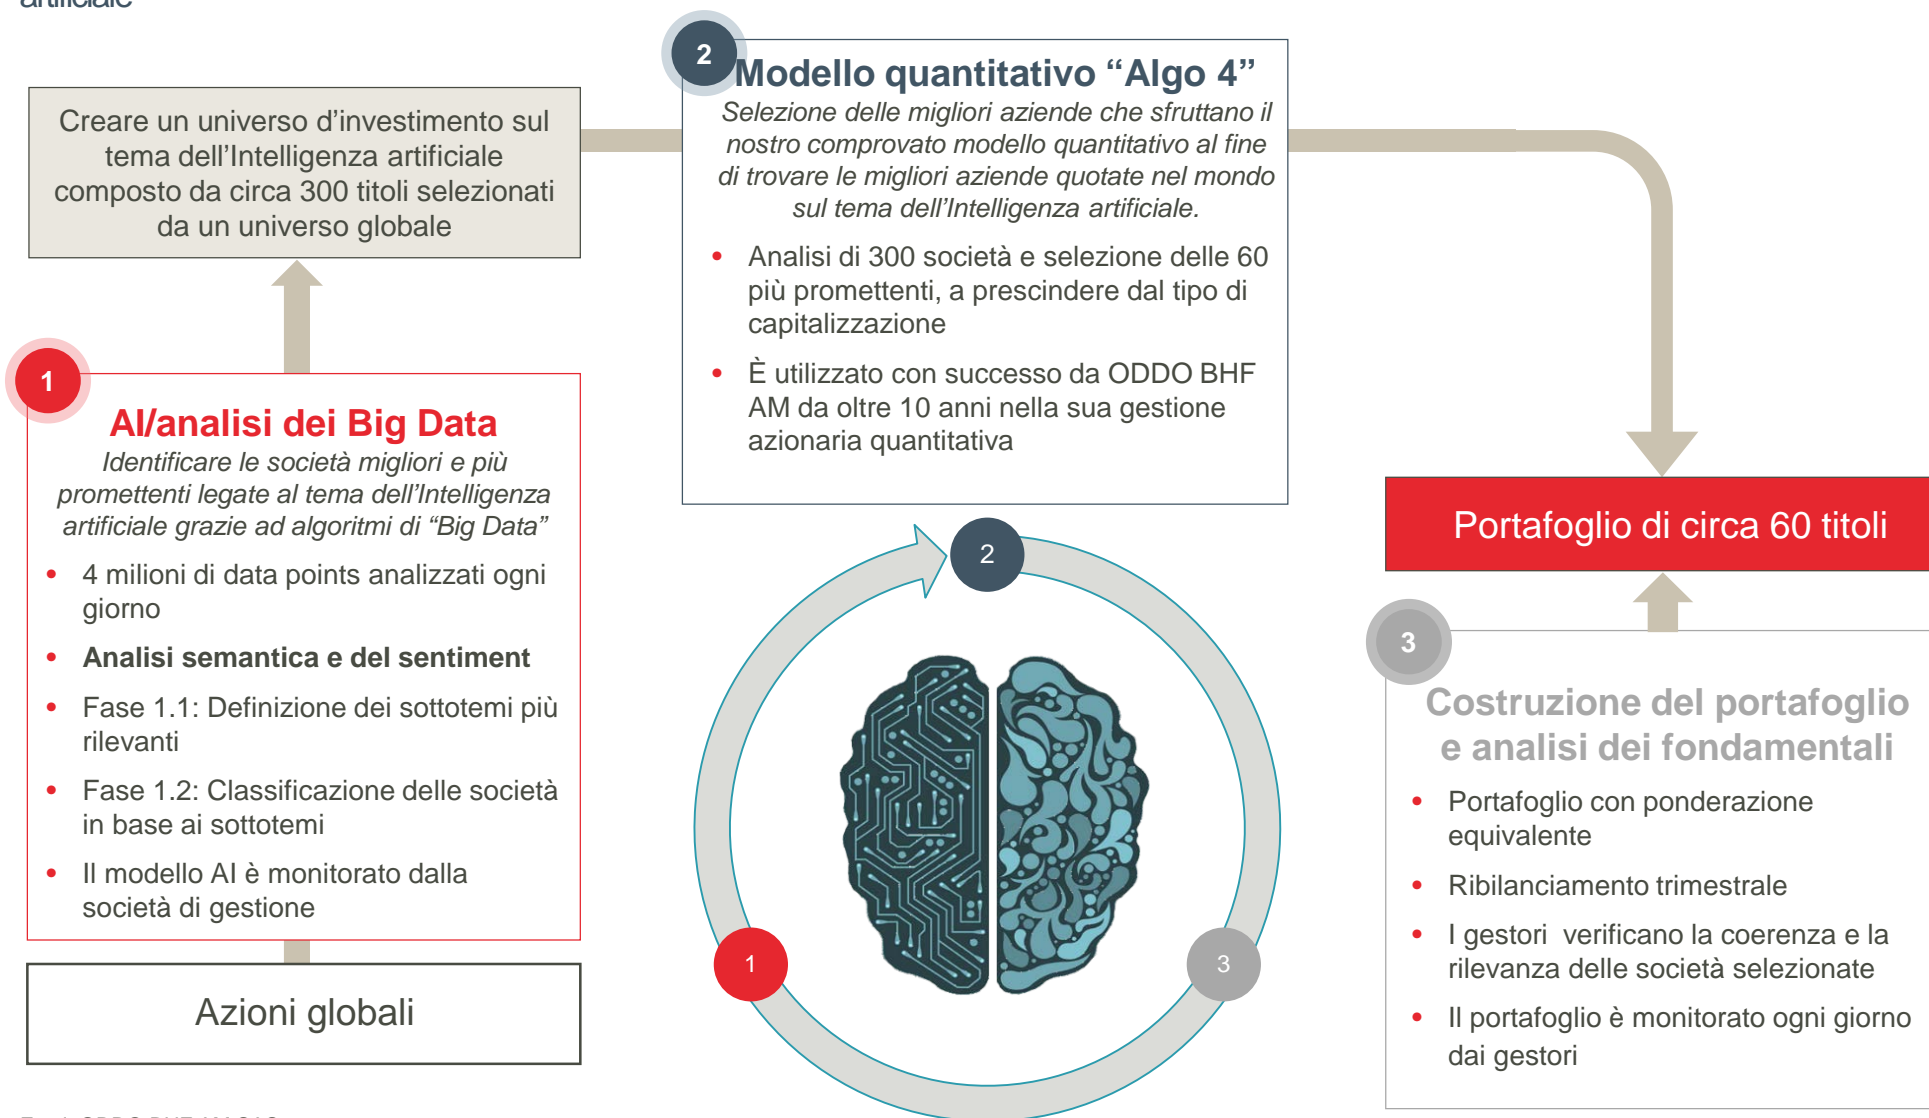 artificiale
2
Modello quantitativo “Algo 4”
Selezione delle migliori aziende che sfruttano il
nostro comprovato modello quantitativo al fine
di trovare le migliori aziende quotate nel mondo
sul tema dell’Intelligenza artificiale.
• Analisi di 300 società e selezione delle 60
più promettenti, a prescindere dal tipo di
capitalizzazione
• È utilizzato con successo da ODDO BHF
AM da oltre 10 anni nella sua gestione
azionaria quantitativa
Creare un universo d’investimento sul
tema dell’Intelligenza artificiale
composto da circa 300 titoli selezionati
da un universo globale
1
AI/analisi dei Big Data
Identificare le società migliori e più
promettenti legate al tema dell’Intelligenza
artificiale grazie ad algoritmi di “Big Data”
• 4 milioni di data points analizzati ogni
giorno
• Analisi semantica e del sentiment
• Fase 1.1: Definizione dei sottotemi più
rilevanti
• Fase 1.2: Classificazione delle società
in base ai sottotemi
• Il modello AI è monitorato dalla
società di gestione
Azioni globali
2
1
3
Portafoglio di circa 60 titoli
3
Costruzione del portafoglio
e analisi dei fondamentali
• Portafoglio con ponderazione
equivalente
• Ribilanciamento trimestrale
• I gestori verificano la coerenza e la
rilevanza delle società selezionate
• Il portafoglio è monitorato ogni giorno
dai gestori